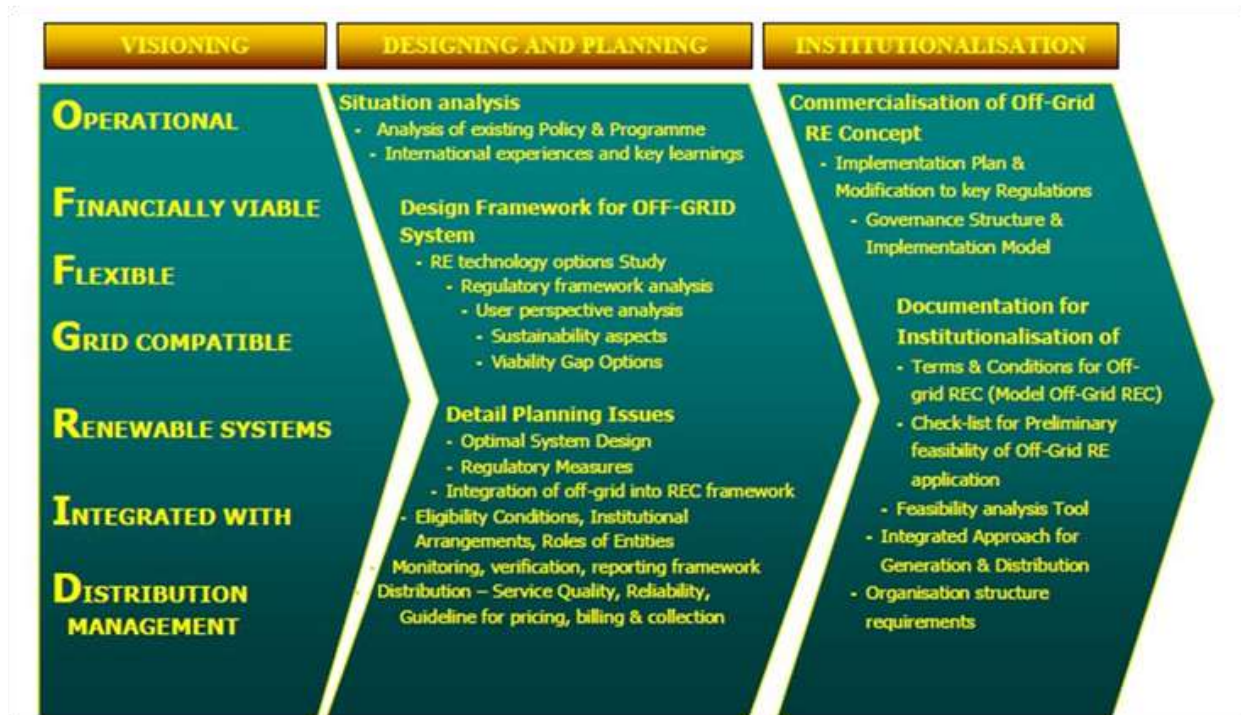 VISIONING
OPERATIONAL
FINANCIALLY VIABLE
FLEXIBLE
GRID COMPATIBLE
RENEWABLE SYSTEMS
INTEGRATED WITH
DISTRIBUTION
MANAGEMENT
DESIGNING AND PLANNING
Situation analysis
- Analysis of existing Policy & Programme
- International experiences and key learnings
Design Framework for OFF-GRID
System
- RE technology options Study
- Regulatory framework analysis
- User perspective analysis
- Sustainability aspects
- Viability Gap Options
Detail Planning Issues
- Optimal System Design
- Regulatory Measures
- Integration of off-grid into REC framework
- Eligibility Conditions, Institutional
Arrangements, Roles of Entities
- Monitoring, verification, reporting framework
- Distribution – Service Quality, Reliability,
Guideline for pricing, billing & collection
INSTITUTIONALISATION
Commercialisation of Off-Grid
RE Concept
- Implementation Plan &
Modification to key Regulations
- Governance Structure &
Implementation Model
Documentation for
Institutionalisation of
- Terms & Conditions for Off-
grid REC (Model Off-Grid REC)
- Check-list for Preliminary
feasibility of Off-Grid RE
application
- Feasibility analysis Tool
- Integrated Approach for
Generation & Distribution
- Organisation structure
requirements